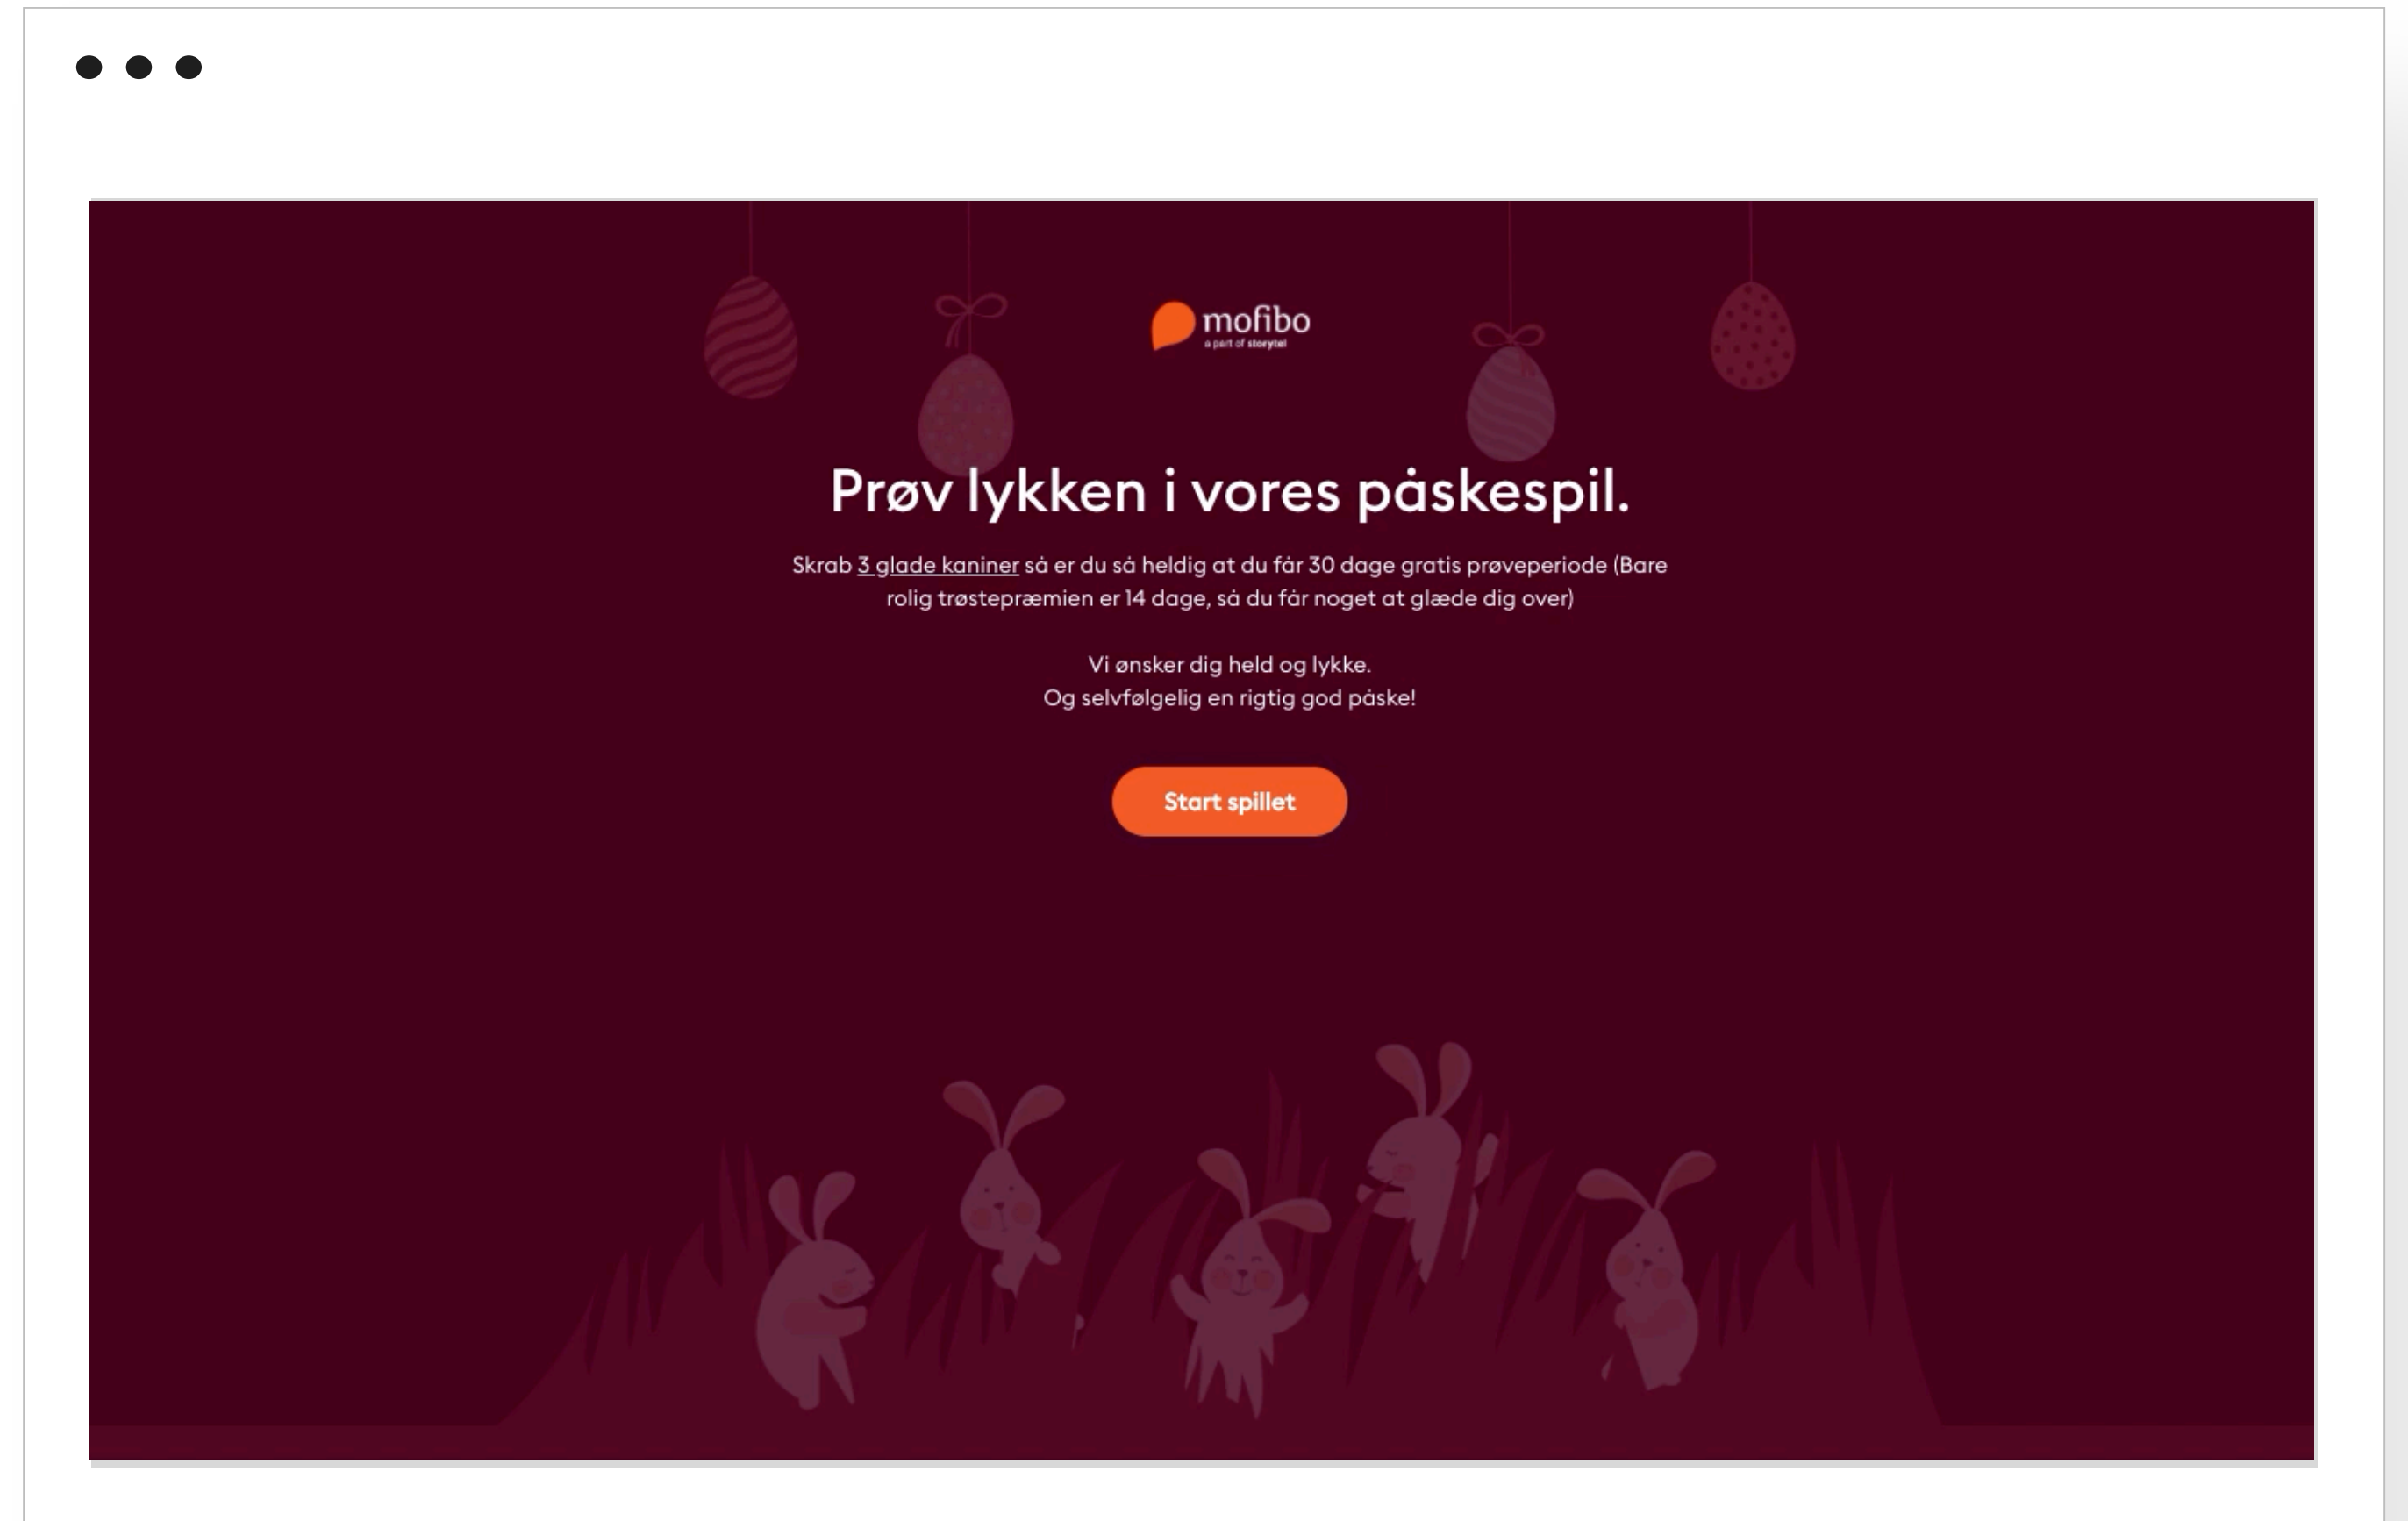 mofibo
a part of storytel
Prøv lykken i vores påskespil.
Skrab 3 glade kaniner så er du så heldig at du får 30 dage gratis prøveperiode (Bare
rolig trøstepræmien er 14 dage, så du får noget at glæde dig over)
Vi ønsker dig held og lykke.
Og selvfølgelig en rigtig god påske!
Start spillet